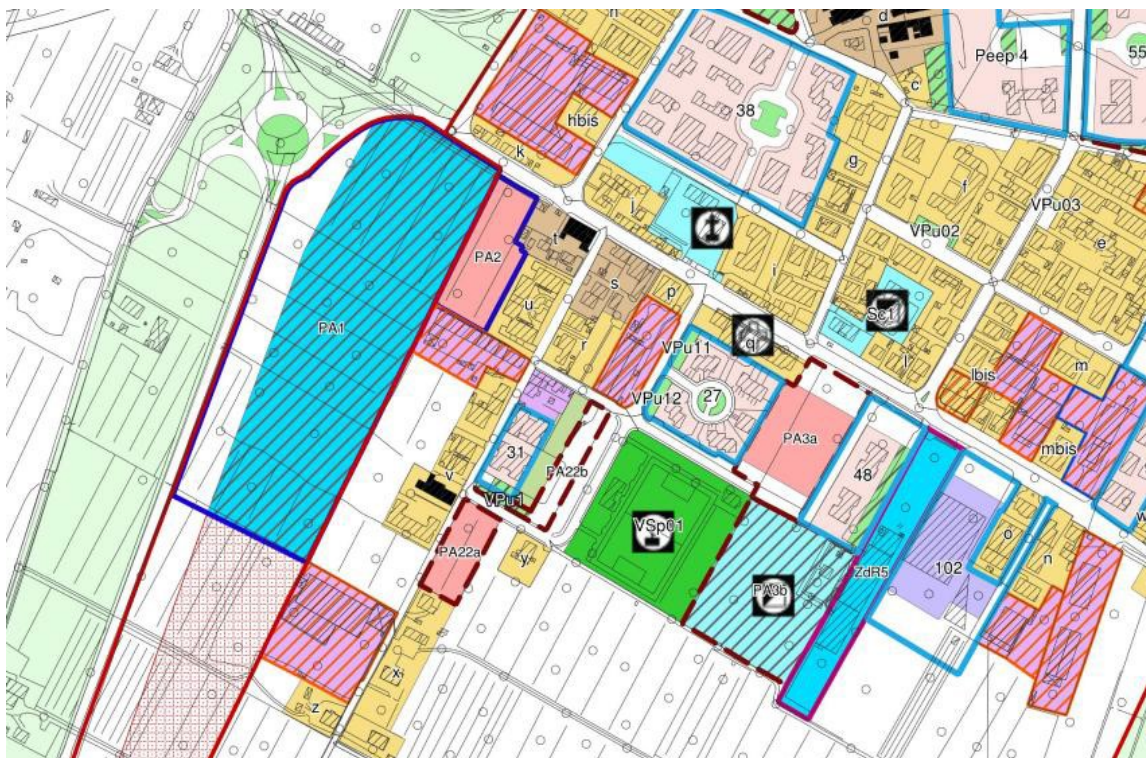 n
d
Peep 4
55
c
38
hbis
k
g
f
VPu03
j
VPu02
e
t
i
PA2
s
p
Sc1
u
PA1
VPu11
q
l
lbis
m
r
VPu12
27
PA3a
mbis
31
48
v
PA22b
w
VPu1
VSp01
o
PA22a
y
PA3b
ZdR5
102
n
x
z